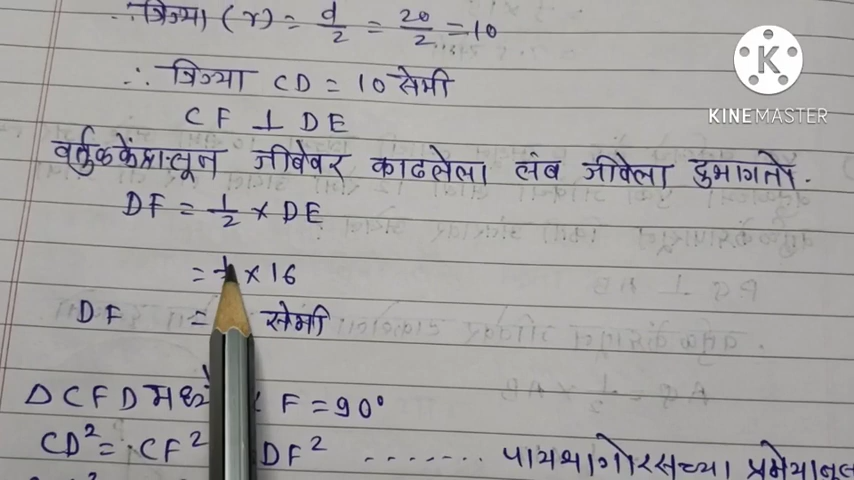 ∴ त्रिज्या (r) = d/2 = 20/2 = 10
∴ त्रिज्या CD = 10 सेमी
CF ⊥ DE
वर्तुळकेंद्रातून जीवेवर काढलेला लंब जीवेला दुभागतो.
DF = 1/2 × DE
= 1/ × 16
DF = सेमी
Δ CFD मध्ये F = 90°
CD² = CF² DF² ....... पायथागोरसच्या प्रमेयानुसा
K
KINEMASTER